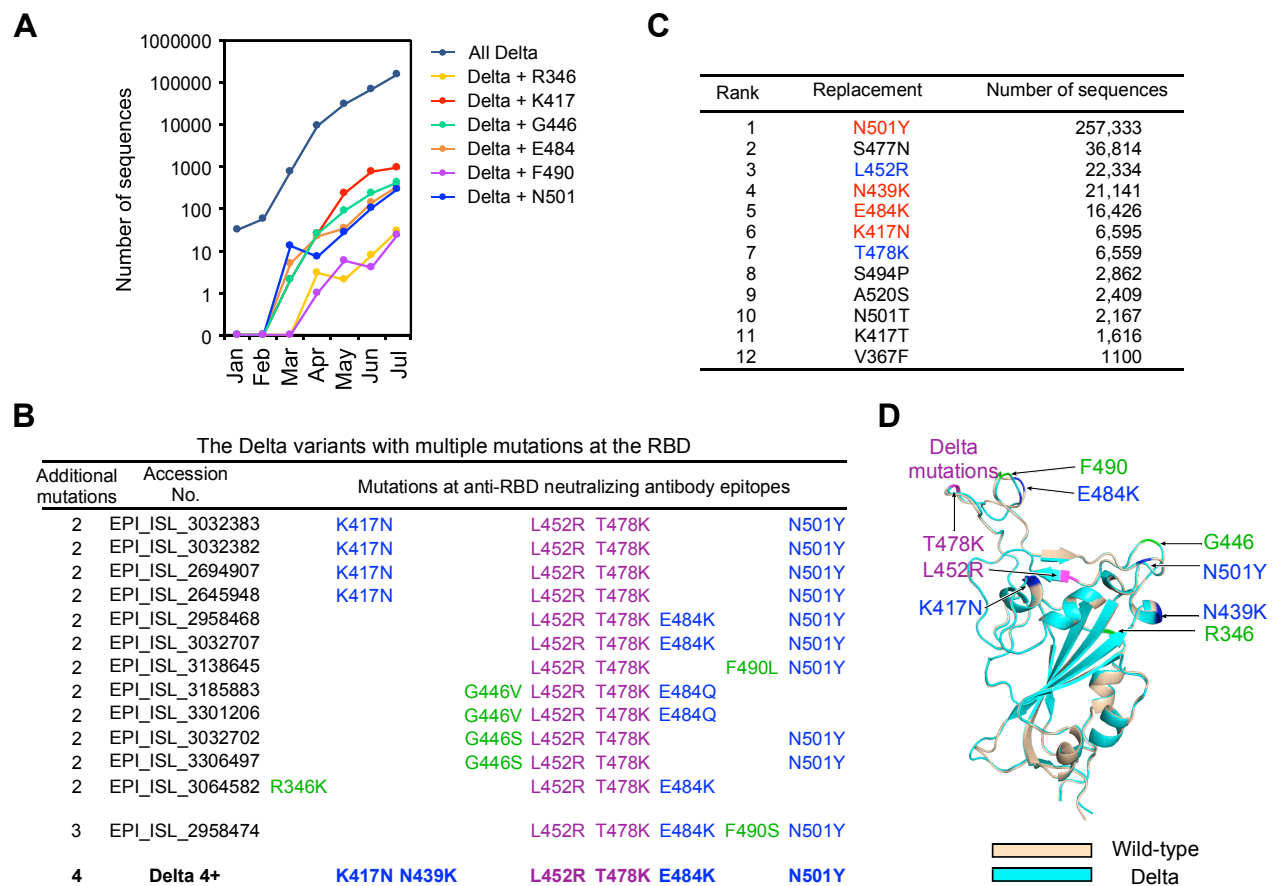 A
1000000
100000
10000
1000
100
10
1
0
Number of sequences
Jan
Feb
Mar
Apr
May
Jun
Jul
All Delta
Delta + R346
Delta + K417
Delta + G446
Delta + E484
Delta + F490
Delta + N501
C
Rank Replacement Number of sequences
1 N501Y 257,333
2 S477N 36,814
3 L452R 22,334
4 N439K 21,141
5 E484K 16,426
6 K417N 6,595
7 T478K 6,559
8 S494P 2,862
9 A520S 2,409
10 N501T 2,167
11 K417T 1,616
12 V367F 1100
B
The Delta variants with multiple mutations at the RBD
Additional mutations Accession No. Mutations at anti-RBD neutralizing antibody epitopes
2 EPI_ISL_3032383 K417N L452R T478K N501Y
2 EPI_ISL_3032382 K417N L452R T478K N501Y
2 EPI_ISL_2694907 K417N L452R T478K N501Y
2 EPI_ISL_2645948 K417N L452R T478K N501Y
2 EPI_ISL_2958468 L452R T478K E484K N501Y
2 EPI_ISL_3032707 L452R T478K E484K N501Y
2 EPI_ISL_3138645 L452R T478K F490L N501Y
2 EPI_ISL_3185883 G446V L452R T478K E484Q
2 EPI_ISL_3301206 G446V L452R T478K E484Q
2 EPI_ISL_3032702 G446S L452R T478K N501Y
2 EPI_ISL_3306497 G446S L452R T478K N501Y
2 EPI_ISL_3064582 R346K L452R T478K E484K
3 EPI_ISL_2958474 L452R T478K E484K F490S N501Y
4 Delta 4+ K417N N439K L452R T478K E484K N501Y
D
Delta
mutations
F490
E484K
T478K
L452R
K417N
G446
N501Y
N439K
R346
Wild-type
Delta